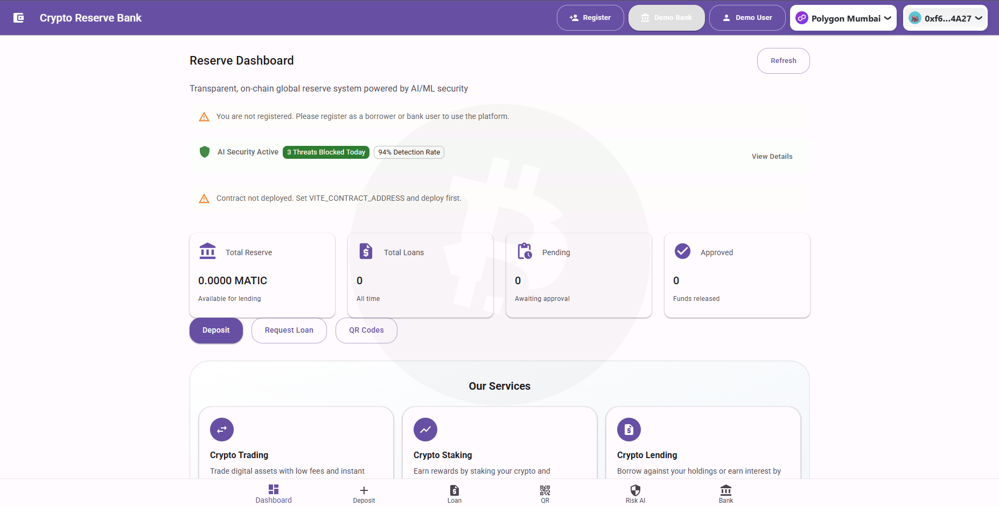 Crypto Reserve Bank
Register
Demo Bank
Demo User
Polygon Mumbai
0xf6...4A27
Reserve Dashboard
Refresh
Transparent, on-chain global reserve system powered by AI/ML security
You are not registered. Please register as a borrower or bank user to use the platform.
AI Security Active
3 Threats Blocked Today
94% Detection Rate
View Details
Contract not deployed. Set VITE_CONTRACT_ADDRESS and deploy first.
Total Reserve
0.0000 MATIC
Available for lending
Total Loans
0
All time
Pending
0
Awaiting approval
Approved
0
Funds released
Deposit
Request Loan
QR Codes
Our Services
Crypto Trading
Trade digital assets with low fees and instant
Crypto Staking
Earn rewards by staking your crypto and
Crypto Lending
Borrow against your holdings or earn interest by
Dashboard
Deposit
Loan
QR
Risk AI
Bank